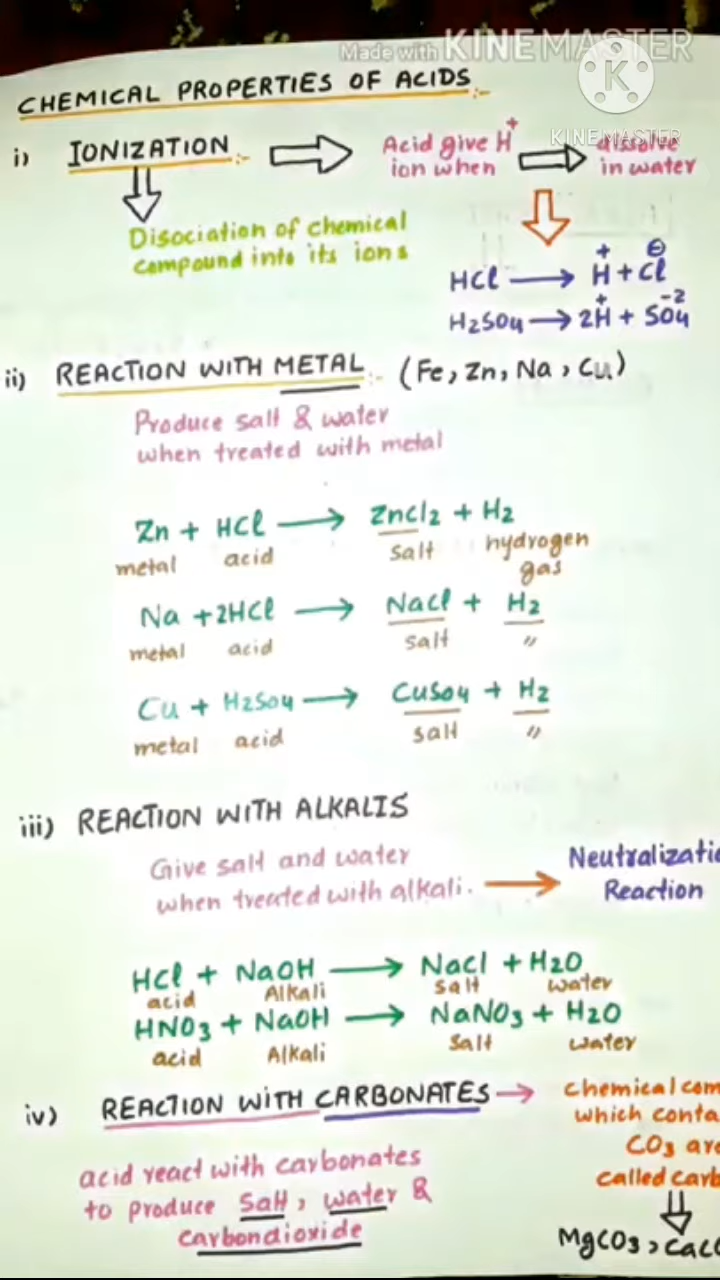 Made with KINEMASTER
K
KINEMASTER
CHEMICAL PROPERTIES OF ACIDS :-
i) IONIZATION :- Acid give H+ dissolve
ion when in water
Disociation of chemical
compound into its ions
HCl → H+ + Cl⊖
H2SO4 → 2H+ + SO4-2
ii) REACTION WITH METAL :- (Fe, Zn, Na, Cu)
Produce salt & water
when treated with metal
Zn + HCl → ZnCl2 + H2
metal acid salt hydrogen
gas
Na + 2HCl → NaCl + H2
metal acid salt "
Cu + H2SO4 → CuSO4 + H2
metal acid salt "
iii) REACTION WITH ALKALIS
Give salt and water → Neutralizatio
when treated with alkali. Reaction
HCl + NaOH → NaCl + H2O
acid Alkali Salt water
HNO3 + NaOH → NaNO3 + H2O
acid Alkali Salt water
iv) REACTION WITH CARBONATES → chemical com
which conta
CO3 are
called carb
acid react with carbonates
to produce salt, water &
carbondioxide
MgCO3, CaC